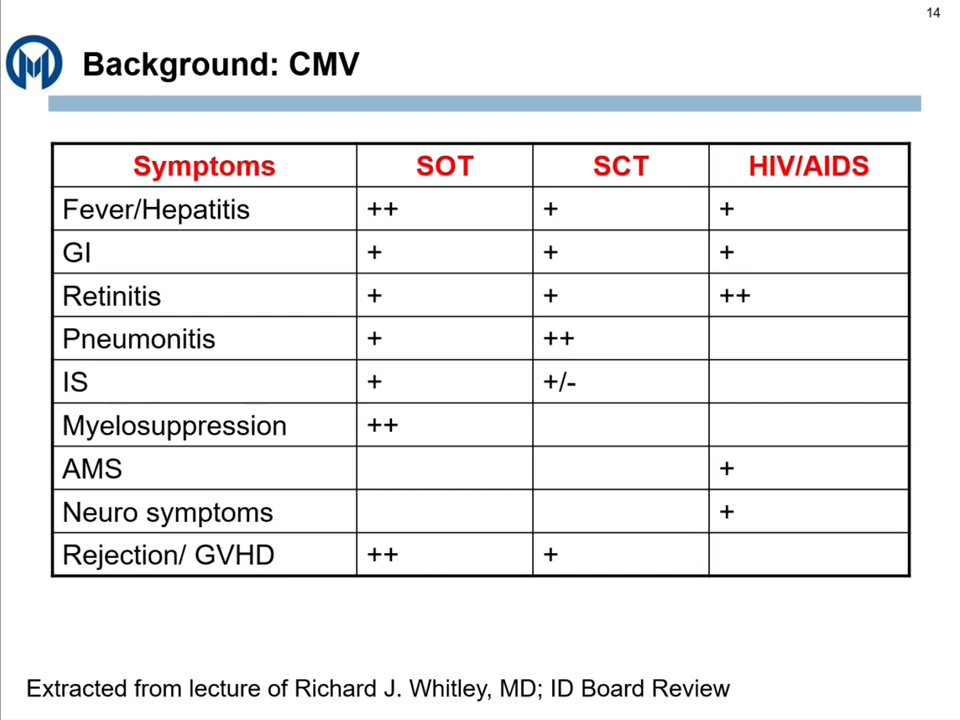 14
Background: CMV
Symptoms SOT SCT HIV/AIDS
Fever/Hepatitis ++ + +
GI + + +
Retinitis + + ++
Pneumonitis + ++
IS + +/-
Myelosuppression ++
AMS +
Neuro symptoms +
Rejection/ GVHD ++ +
Extracted from lecture of Richard J. Whitley, MD; ID Board Review